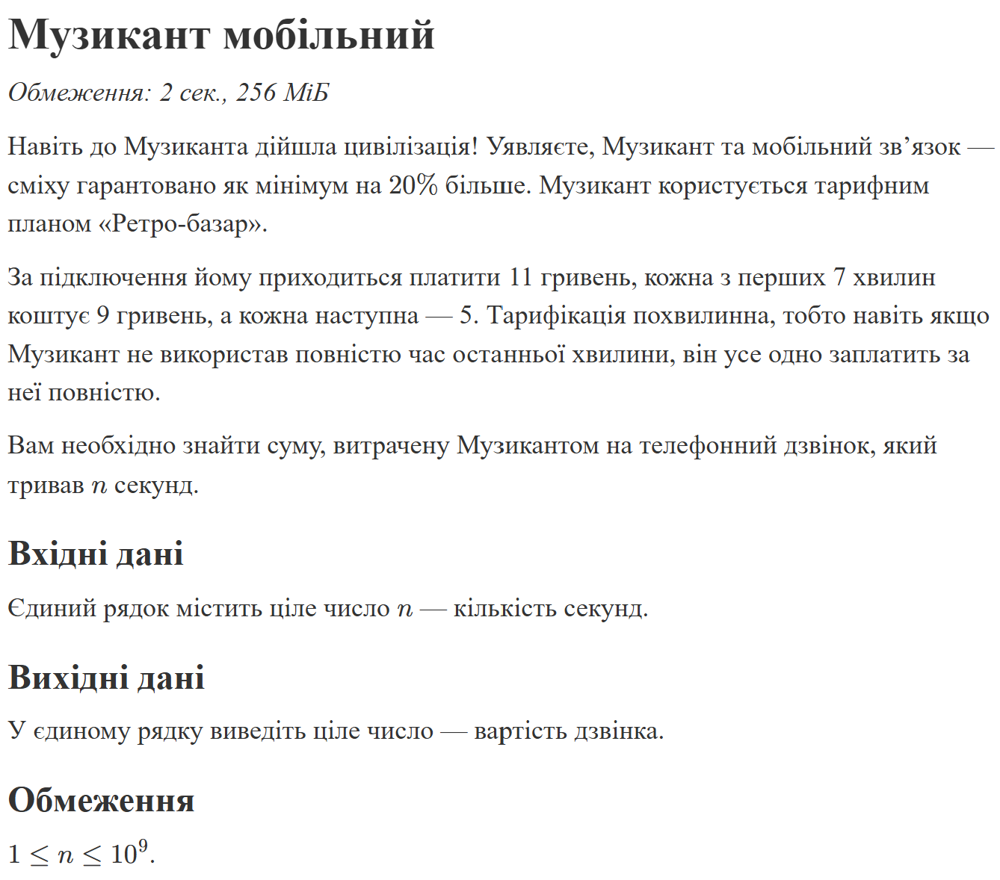 Музикант мобільний
Обмеження: 2 сек., 256 МіБ
Навіть до Музиканта дійшла цивілізація! Уявляєте, Музикант та мобільний зв’язок —
сміху гарантовано як мінімум на 20% більше. Музикант користується тарифним
планом «Ретро-базар».
За підключення йому приходиться платити 11 гривень, кожна з перших 7 хвилин
коштує 9 гривень, а кожна наступна — 5. Тарифікація похвилинна, тобто навіть якщо
Музикант не використав повністю час останньої хвилини, він усе одно заплатить за
неї повністю.
Вам необхідно знайти суму, витрачену Музикантом на телефонний дзвінок, який
тривав n секунд.
Вхідні дані
Єдиний рядок містить ціле число n — кількість секунд.
Вихідні дані
У єдиному рядку виведіть ціле число — вартість дзвінка.
Обмеження
1 ≤ n ≤ 10⁹.